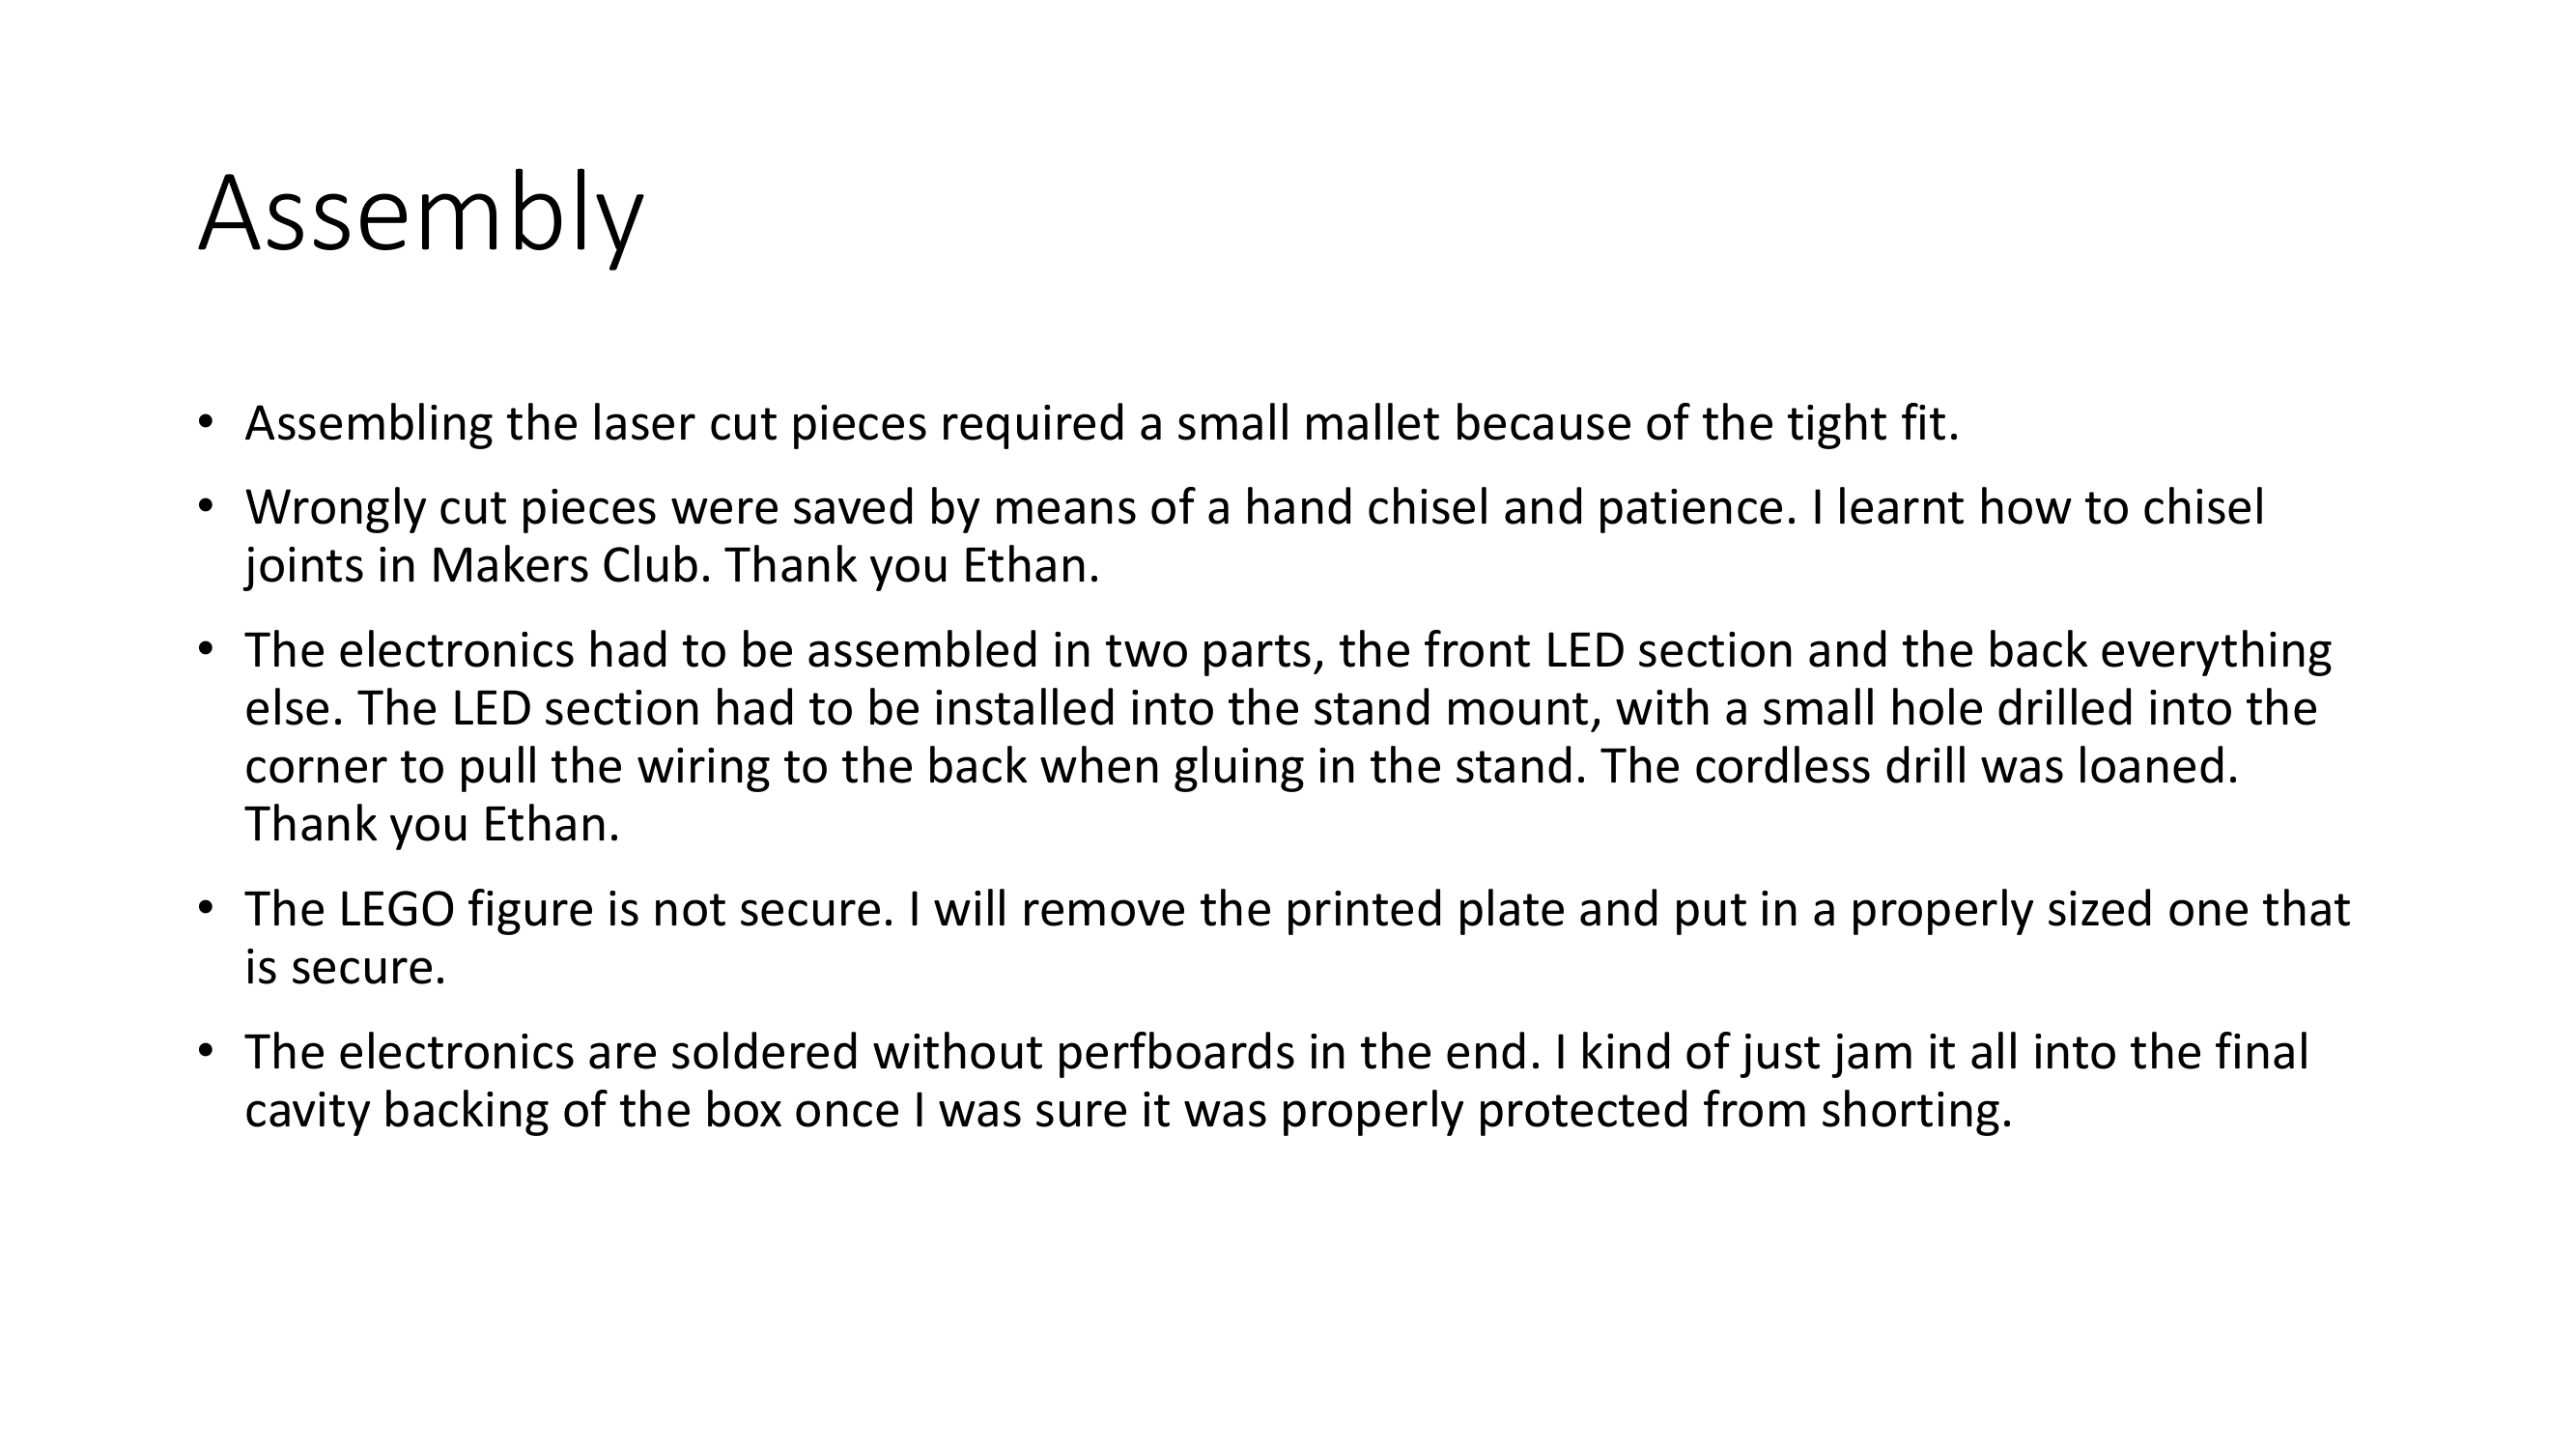 Assembly
• Assembling the laser cut pieces required a small mallet because of the tight fit.
• Wrongly cut pieces were saved by means of a hand chisel and patience. I learnt how to chisel
joints in Makers Club. Thank you Ethan.
• The electronics had to be assembled in two parts, the front LED section and the back everything
else. The LED section had to be installed into the stand mount, with a small hole drilled into the
corner to pull the wiring to the back when gluing in the stand. The cordless drill was loaned.
Thank you Ethan.
• The LEGO figure is not secure. I will remove the printed plate and put in a properly sized one that
is secure.
• The electronics are soldered without perfboards in the end. I kind of just jam it all into the final
cavity backing of the box once I was sure it was properly protected from shorting.